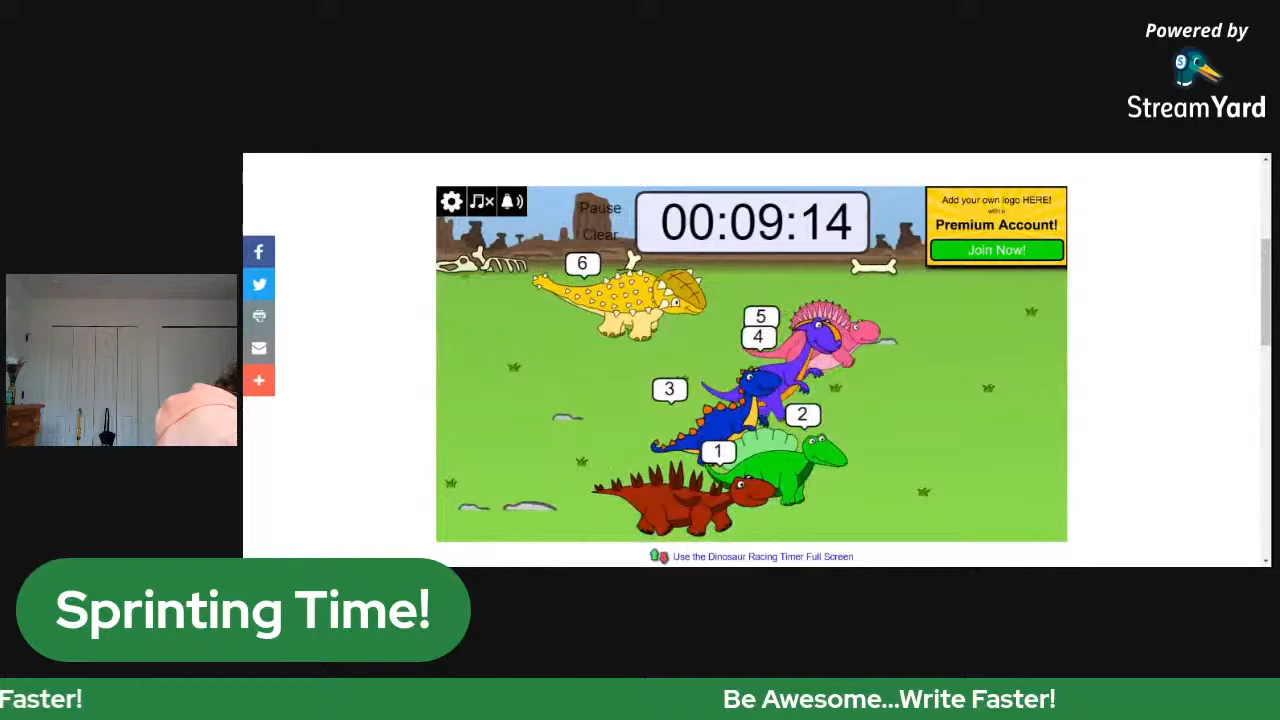 Powered by
StreamYard
Pause
Clear
00:09:14
Add your own logo HERE!
with a
Premium Account!
Join Now!
6
5
4
3
2
1
Use the Dinosaur Racing Timer Full Screen
Sprinting Time!
Faster!
Be Awesome...Write Faster!